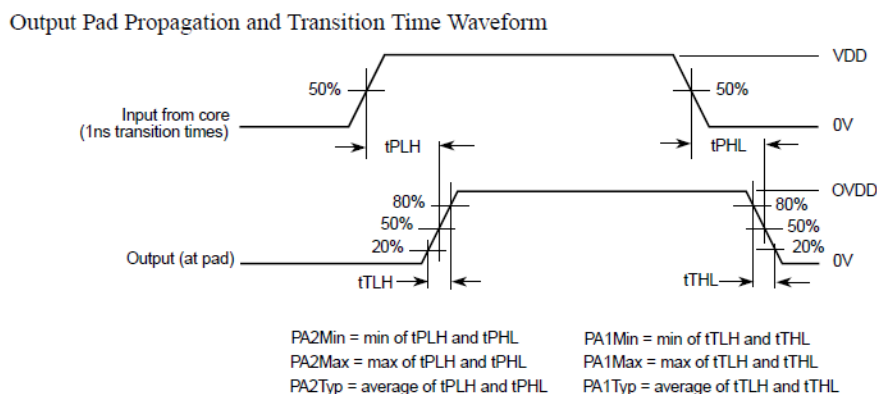 Output Pad Propagation and Transition Time Waveform
VDD
50%
50%
Input from core
(1ns transition times)
0V
tPLH
tPHL
OVDD
80%
80%
50%
50%
20%
20%
Output (at pad)
0V
tTLH
tTHL
PA2Min = min of tPLH and tPHL
PA1Min = min of tTLH and tTHL
PA2Max = max of tPLH and tPHL
PA1Max = max of tTLH and tTHL
PA2Typ = average of tPLH and tPHL
PA1Typ = average of tTLH and tTHL